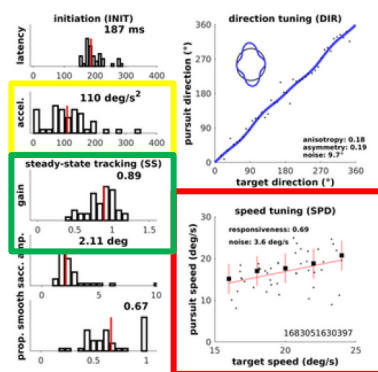 initiation (INIT)
187 ms
latency
0 100 200 300 400
110 deg/s²
accel.
0 100 200 300 400
steady-state tracking (SS)
0.89
gain
0 0.5 1 1.5
2.11 deg
sacc. amp.
0 5 10
0.67
prop. smooth
0 0.5 1
direction tuning (DIR)
pursuit direction (°)
360
270
180
90
0
anisotropy: 0.18
asymmetry: 0.19
noise: 9.7°
0 90 180 270 360
target direction (°)
speed tuning (SPD)
pursuit speed (deg/s)
30
20
10
0
responsiveness: 0.69
noise: 3.6 deg/s
1683051630397
15 20 25
target speed (deg/s)